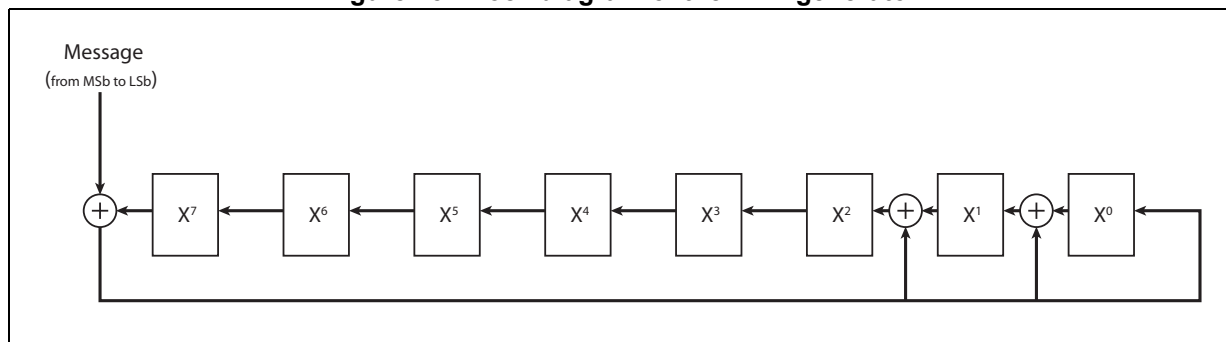 Message
(from MSb to LSb)
+ X⁷ X⁶ X⁵ X⁴ X³ X² + X¹ + X⁰